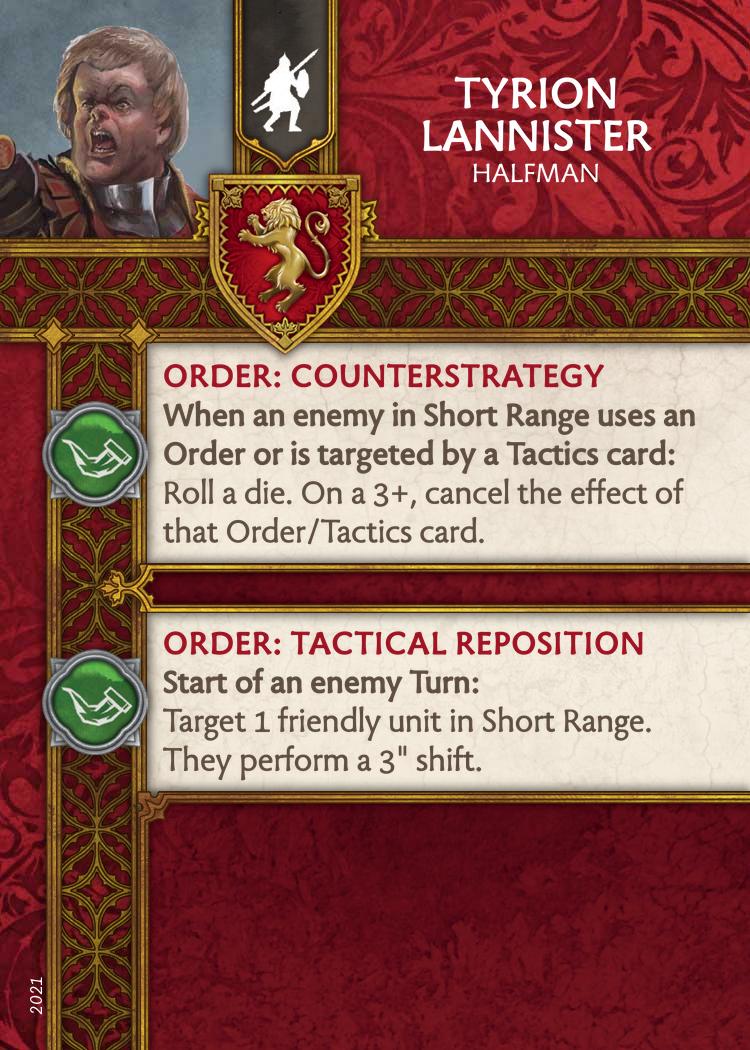 TYRION
LANNISTER
HALFMAN
ORDER: COUNTERSTRATEGY
When an enemy in Short Range uses an
Order or is targeted by a Tactics card:
Roll a die. On a 3+, cancel the effect of
that Order/Tactics card.
ORDER: TACTICAL REPOSITION
Start of an enemy Turn:
Target 1 friendly unit in Short Range.
They perform a 3" shift.
2021